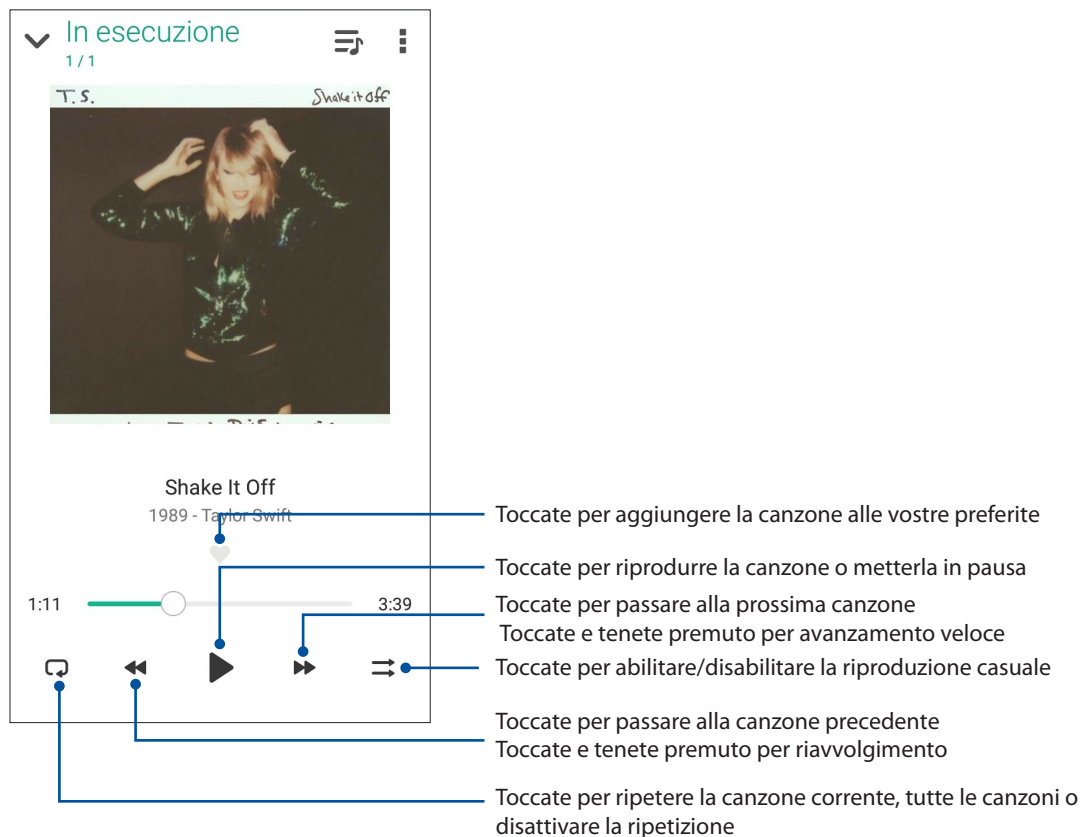 In esecuzione
1 / 1
T. S. Shake it off
Shake It Off
1989 - Taylor Swift
Toccate per aggiungere la canzone alle vostre preferite
Toccate per riprodurre la canzone o metterla in pausa
1:11 3:39
Toccate per passare alla prossima canzone
Toccate e tenete premuto per avanzamento veloce
Toccate per abilitare/disabilitare la riproduzione casuale
Toccate per passare alla canzone precedente
Toccate e tenete premuto per riavvolgimento
Toccate per ripetere la canzone corrente, tutte le canzoni o
disattivare la ripetizione